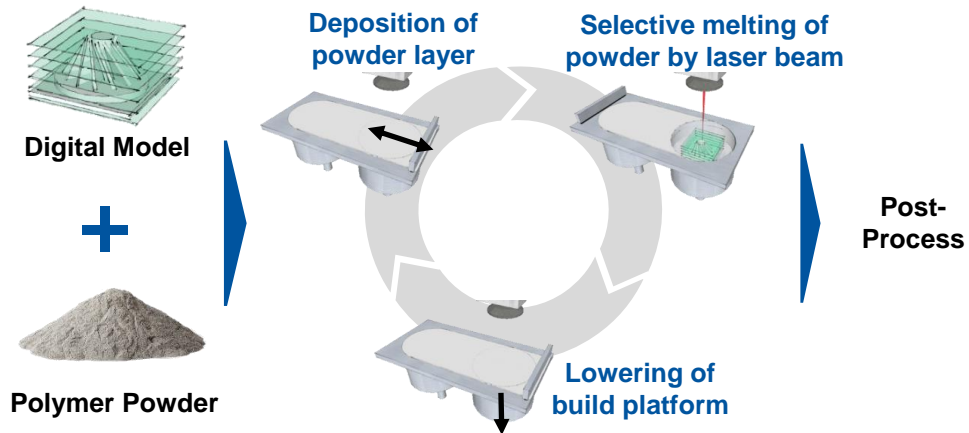 Deposition of
powder layer
Selective melting of
powder by laser beam
Digital Model
+
Polymer Powder
Lowering of
build platform
Post-
Process